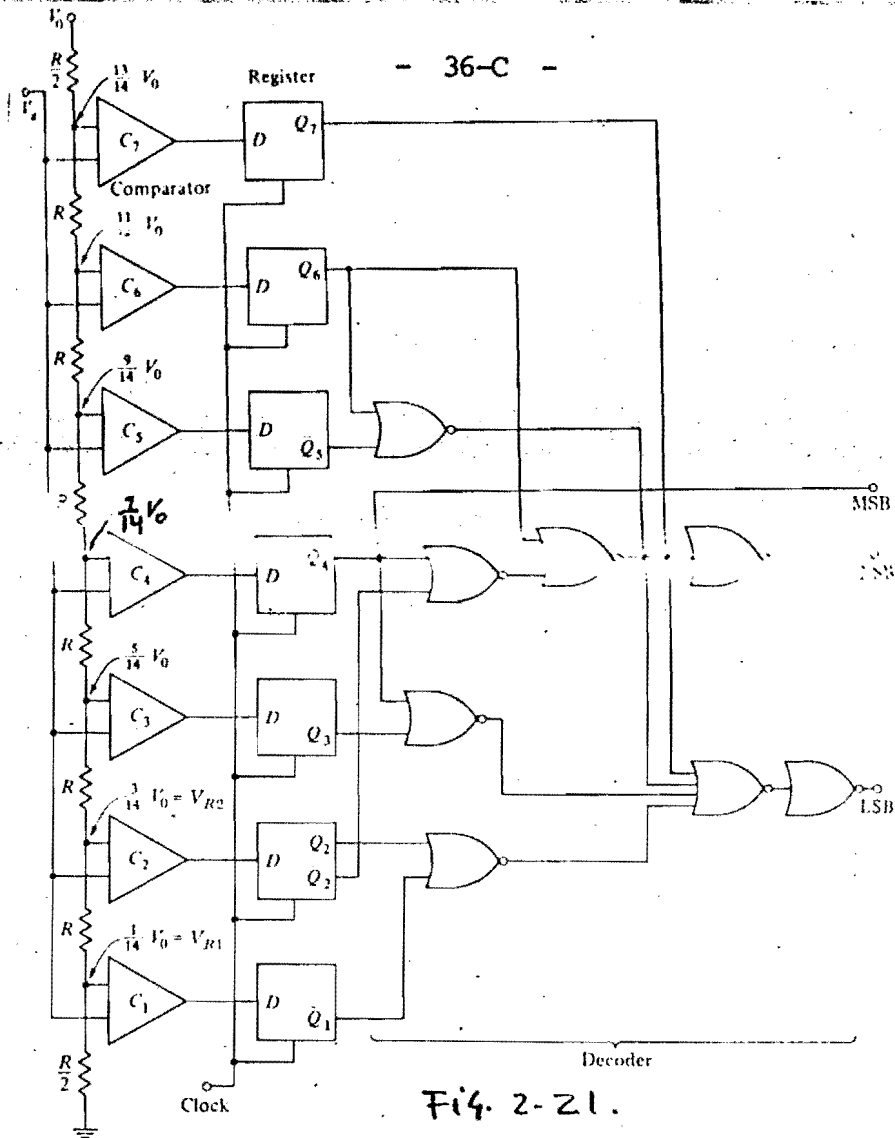 V₀
R/2
- 36-C -
13/14 V₀
Register
C₇
D
Q₇
Comparator
R
V₀
C₆
D
Q₆
R
9/14 V₀
C₅
D
Q₅
MSB
7/14 V₀
C₄
D
Q₄
R
5/14 V₀
C₃
D
Q₃
LSB
R
3/14 V₀ = V_R2
C₂
D
Q₂
Q₂
R
1/14 V₀ = V_R1
C₁
D
Q₁
R/2
Decoder
Clock
Fig. 2-21.